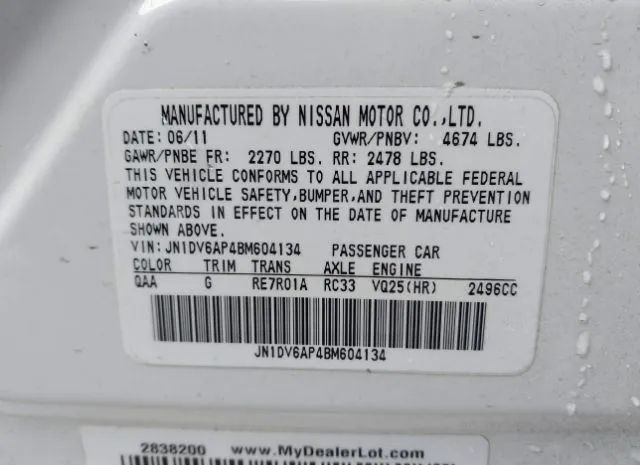 MANUFACTURED BY NISSAN MOTOR CO.,LTD.
DATE: 06/11 GVWR/PNBV: 4674 LBS.
GAWR/PNBE FR: 2270 LBS. RR: 2478 LBS.
THIS VEHICLE CONFORMS TO ALL APPLICABLE FEDERAL
MOTOR VEHICLE SAFETY,BUMPER,AND THEFT PREVENTION
STANDARDS IN EFFECT ON THE DATE OF MANUFACTURE
SHOWN ABOVE.
VIN: JN1DV6AP4BM604134 PASSENGER CAR
COLOR TRIM TRANS AXLE ENGINE
QAA G RE7R01A RC33 VQ25(HR) 2496CC
JN1DV6AP4BM604134
2838200 www.MyDealerLot.com